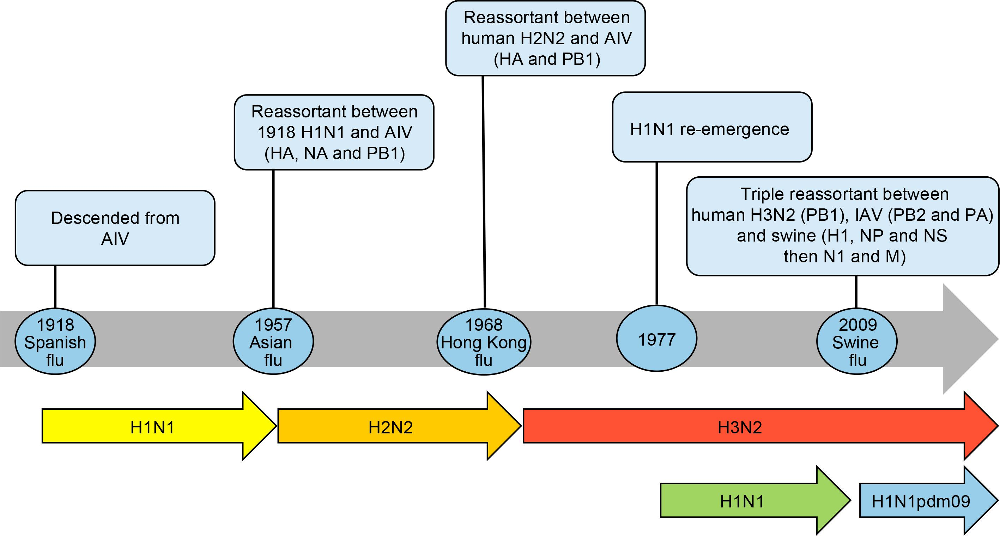 Reassortant between
human H2N2 and AIV
(HA and PB1)
Reassortant between
1918 H1N1 and AIV
(HA, NA and PB1)
H1N1 re-emergence
Descended from
AIV
Triple reassortant between
human H3N2 (PB1), IAV (PB2 and PA)
and swine (H1, NP and NS
then N1 and M)
1918
Spanish
flu
1957
Asian
flu
1968
Hong Kong
flu
1977
2009
Swine
flu
H1N1
H2N2
H3N2
H1N1
H1N1pdm09